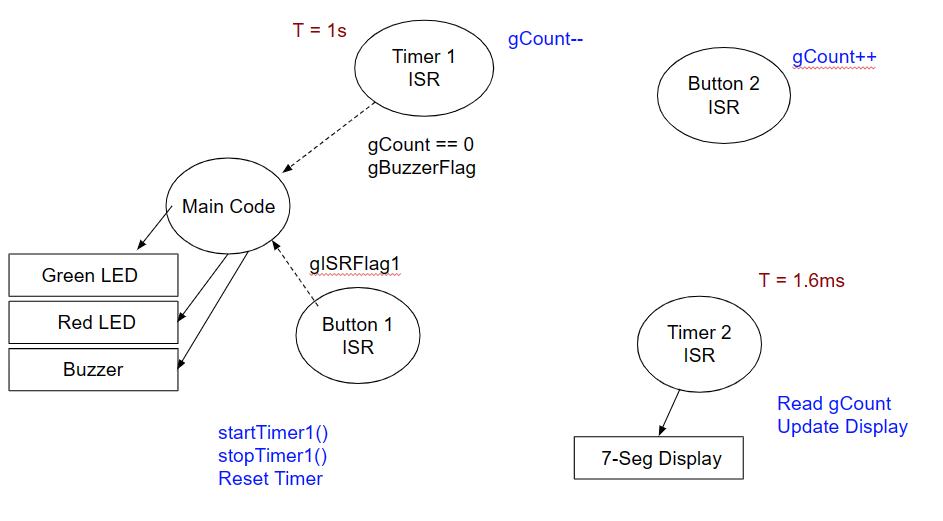 T = 1s
Timer 1
ISR
gCount--
Button 2
ISR
gCount++
gCount == 0
gBuzzerFlag
Main Code
gISRFlag1
Green LED
Red LED
Buzzer
Button 1
ISR
startTimer1()
stopTimer1()
Reset Timer
T = 1.6ms
Timer 2
ISR
Read gCount
Update Display
7-Seg Display